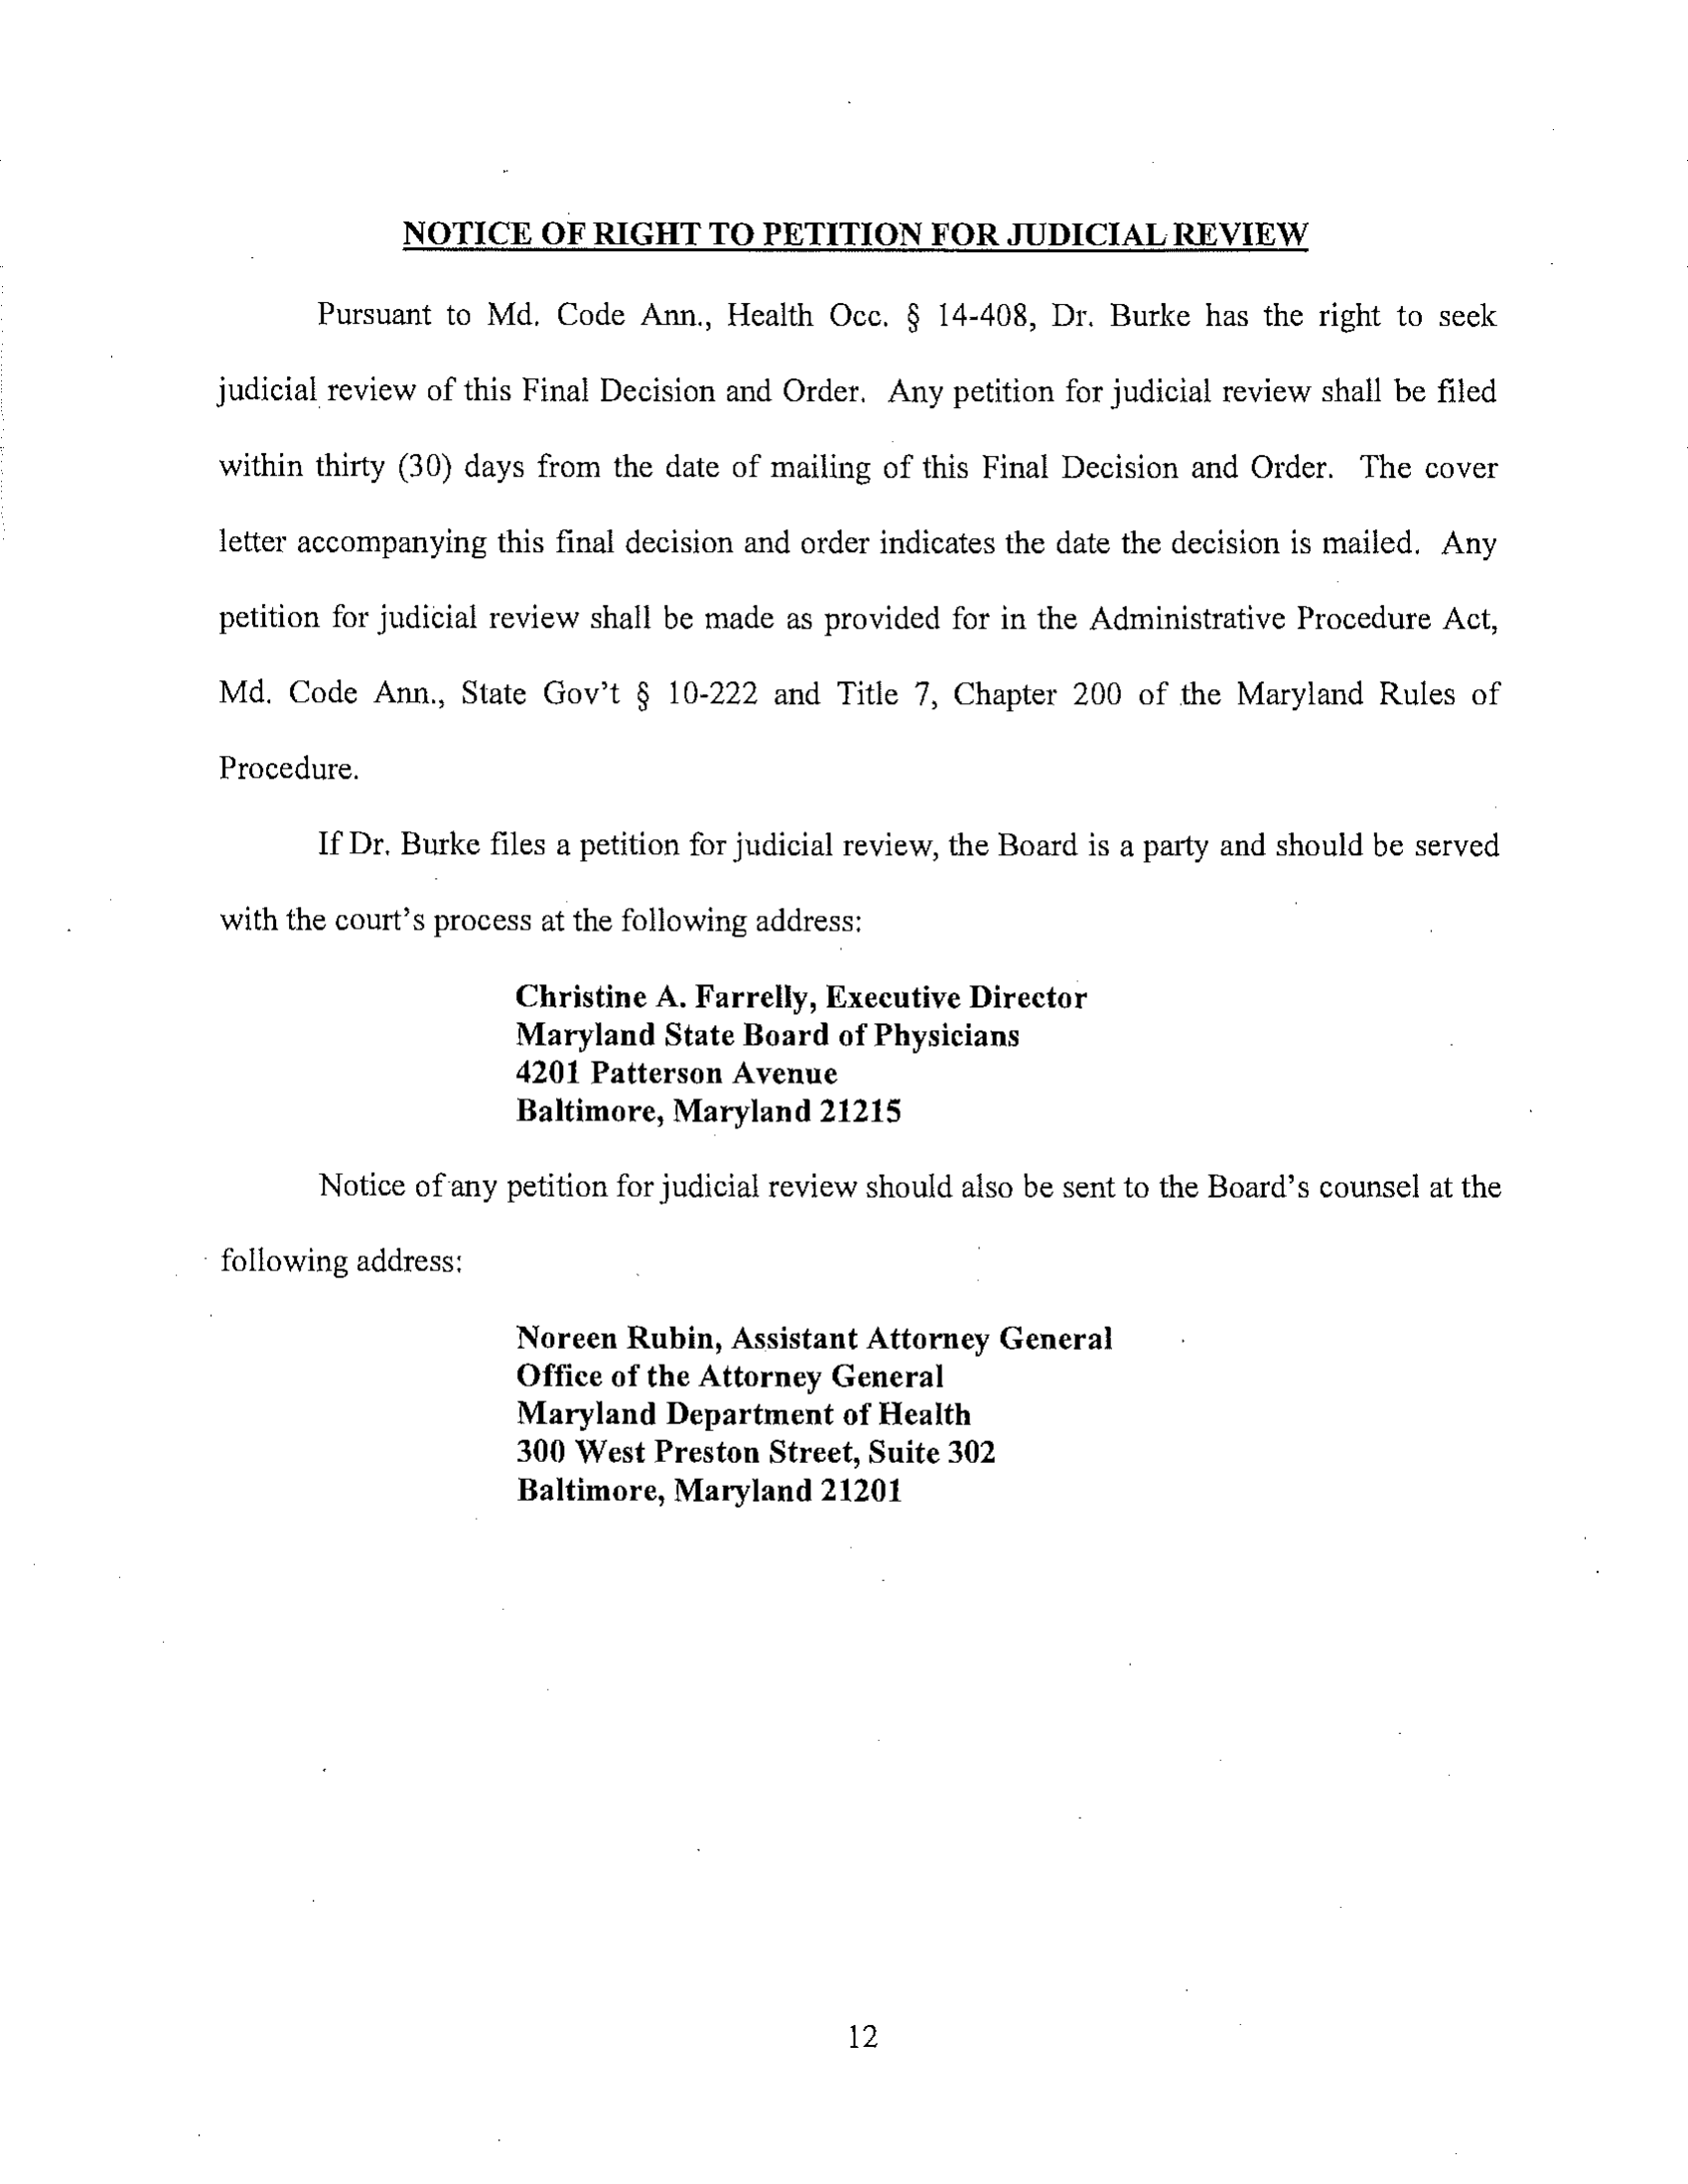 NOTICE OF RIGHT TO PETITION FOR JUDICIAL REVIEW
Pursuant to Md. Code Ann., Health Occ. § 14-408, Dr. Burke has the right to seek
judicial review of this Final Decision and Order. Any petition for judicial review shall be filed
within thirty (30) days from the date of mailing of this Final Decision and Order. The cover
letter accompanying this final decision and order indicates the date the decision is mailed. Any
petition for judicial review shall be made as provided for in the Administrative Procedure Act,
Md. Code Ann., State Gov't § 10-222 and Title 7, Chapter 200 of the Maryland Rules of
Procedure.
If Dr. Burke files a petition for judicial review, the Board is a party and should be served
with the court's process at the following address:
Christine A. Farrelly, Executive Director
Maryland State Board of Physicians
4201 Patterson Avenue
Baltimore, Maryland 21215
Notice of any petition for judicial review should also be sent to the Board's counsel at the
following address:
Noreen Rubin, Assistant Attorney General
Office of the Attorney General
Maryland Department of Health
300 West Preston Street, Suite 302
Baltimore, Maryland 21201
12